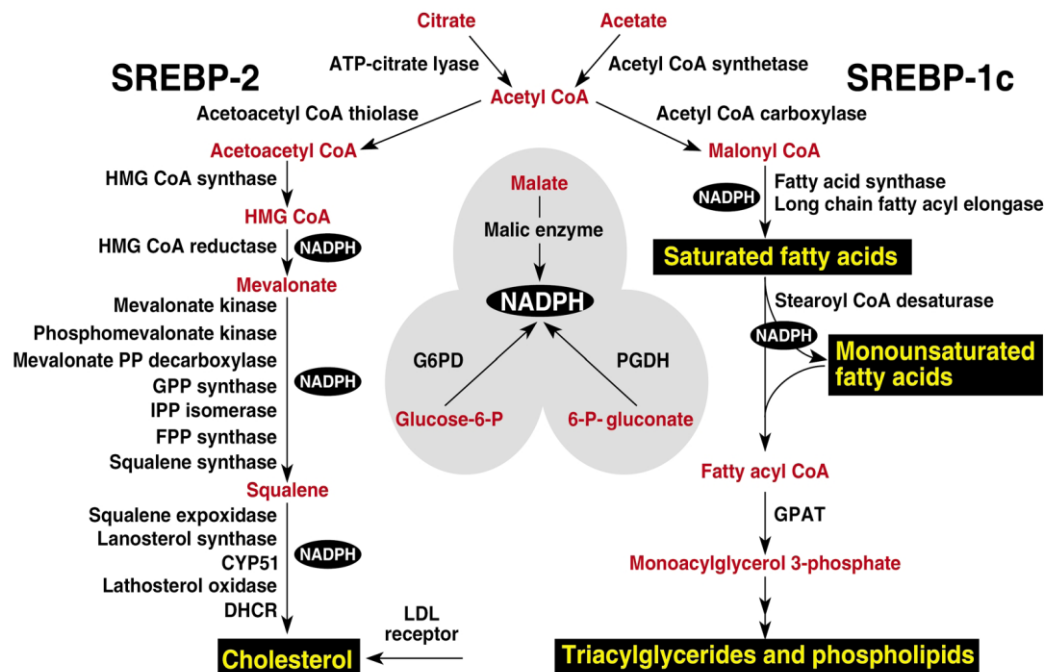 Citrate
Acetate
ATP-citrate lyase
Acetyl CoA synthetase
SREBP-2
SREBP-1c
Acetyl CoA
Acetoacetyl CoA thiolase
Acetyl CoA carboxylase
Acetoacetyl CoA
Malonyl CoA
HMG CoA synthase
HMG CoA
HMG CoA reductase
NADPH
Mevalonate
Mevalonate kinase
Phosphomevalonate kinase
Mevalonate PP decarboxylase
GPP synthase
NADPH
IPP isomerase
FPP synthase
Squalene synthase
Squalene
Squalene expoxidase
Lanosterol synthase
CYP51
NADPH
Lathosterol oxidase
DHCR
Cholesterol
LDL
receptor
Malate
Malic enzyme
NADPH
G6PD
PGDH
Glucose-6-P
6-P-gluconate
NADPH
Fatty acid synthase
Long chain fatty acyl elongase
Saturated fatty acids
Stearoyl CoA desaturase
NADPH
Monounsaturated
fatty acids
Fatty acyl CoA
GPAT
Monoacylglycerol 3-phosphate
Triacylglycerides and phospholipids